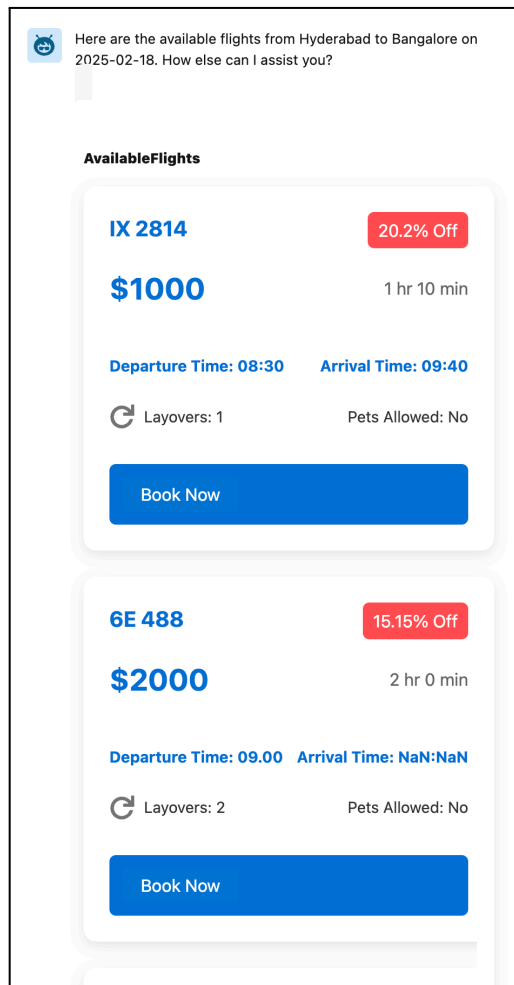 Here are the available flights from Hyderabad to Bangalore on
2025-02-18. How else can I assist you?
AvailableFlights
IX 2814
20.2% Off
$1000
1 hr 10 min
Departure Time: 08:30
Arrival Time: 09:40
Layovers: 1
Pets Allowed: No
Book Now
6E 488
15.15% Off
$2000
2 hr 0 min
Departure Time: 09.00
Arrival Time: NaN:NaN
Layovers: 2
Pets Allowed: No
Book Now